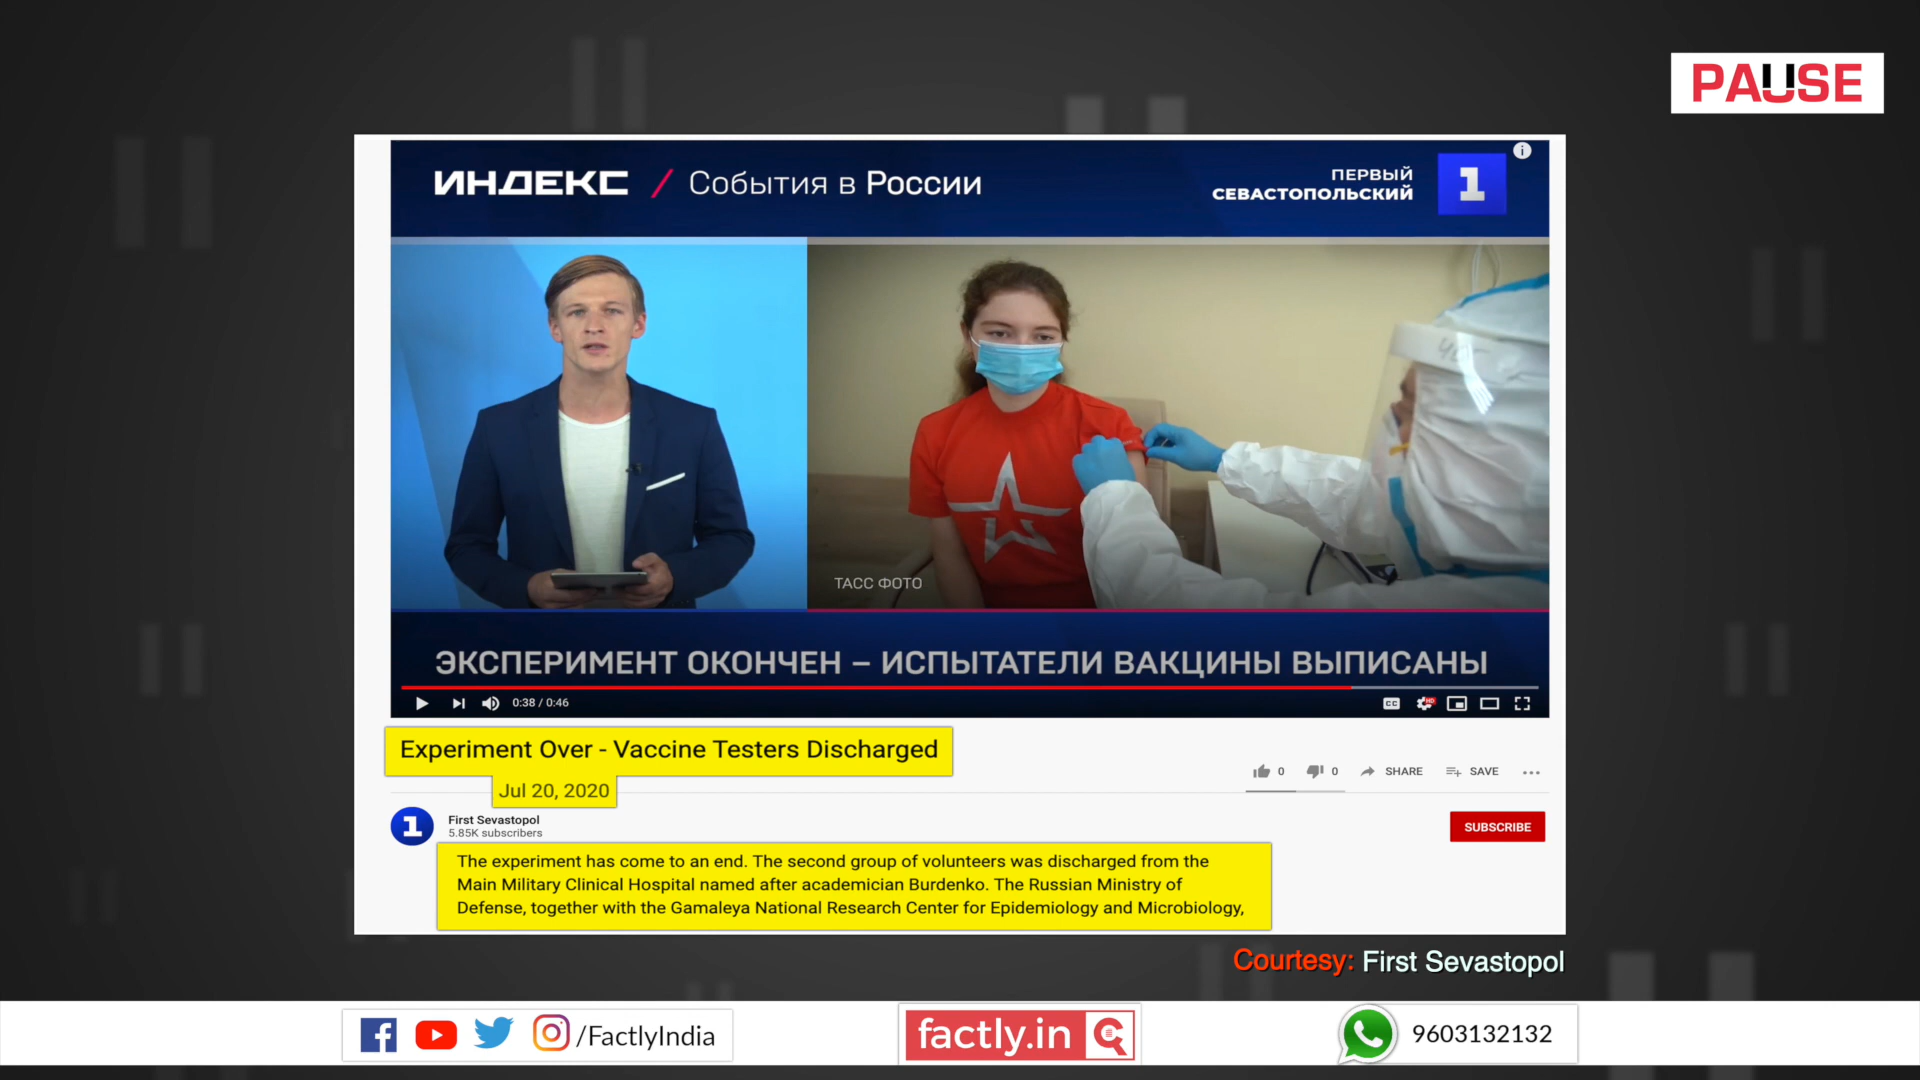 PAUSE
ИНДЕКС / События в России
ПЕРВЫЙ
СЕВАСТОПОЛЬСКИЙ
1
ТАСС ФОТО
ЭКСПЕРИМЕНТ ОКОНЧЕН – ИСПЫТАТЕЛИ ВАКЦИНЫ ВЫПИСАНЫ
0:38 / 0:46
CC
HD
Experiment Over - Vaccine Testers Discharged
Jul 20, 2020
0 0 SHARE SAVE
1
First Sevastopol
5.85K subscribers
SUBSCRIBE
The experiment has come to an end. The second group of volunteers was discharged from the
Main Military Clinical Hospital named after academician Burdenko. The Russian Ministry of
Defense, together with the Gamaleya National Research Center for Epidemiology and Microbiology,
Courtesy: First Sevastopol
/FactlyIndia
factly.in
9603132132